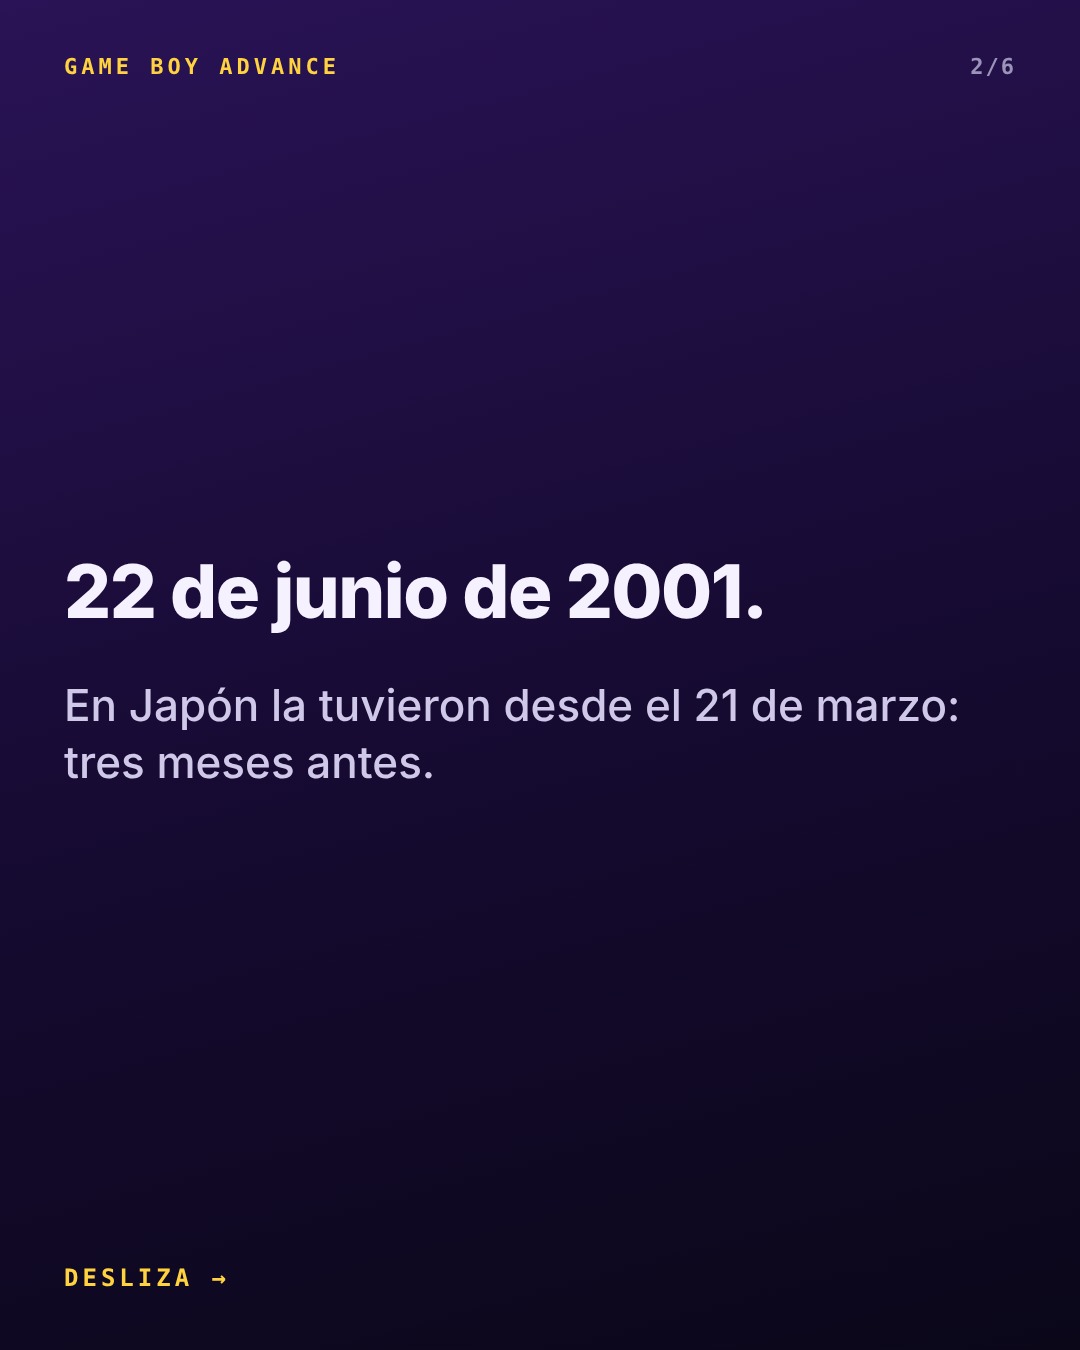 GAME BOY ADVANCE
2/6
22 de junio de 2001.
En Japón la tuvieron desde el 21 de marzo:
tres meses antes.
DESLIZA →